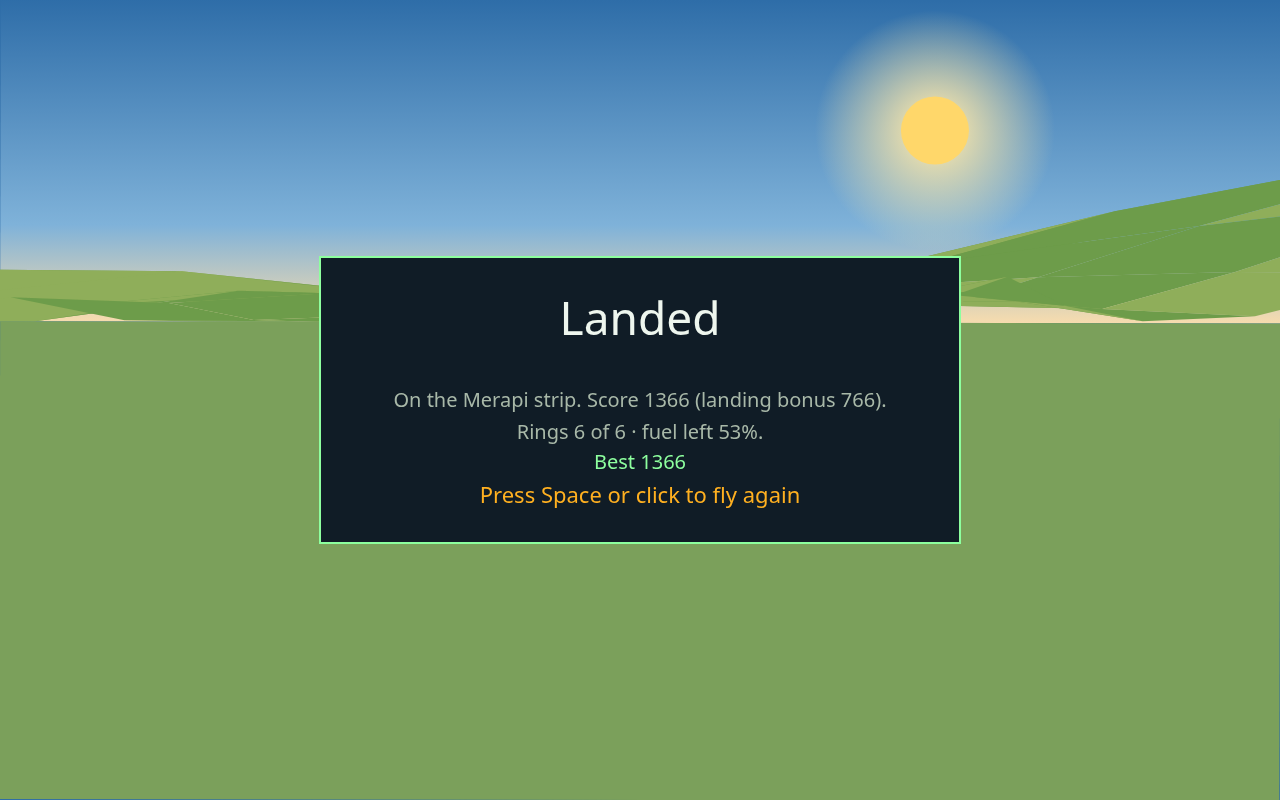 Landed
On the Merapi strip. Score 1366 (landing bonus 766).
Rings 6 of 6 · fuel left 53%.
Best 1366
Press Space or click to fly again